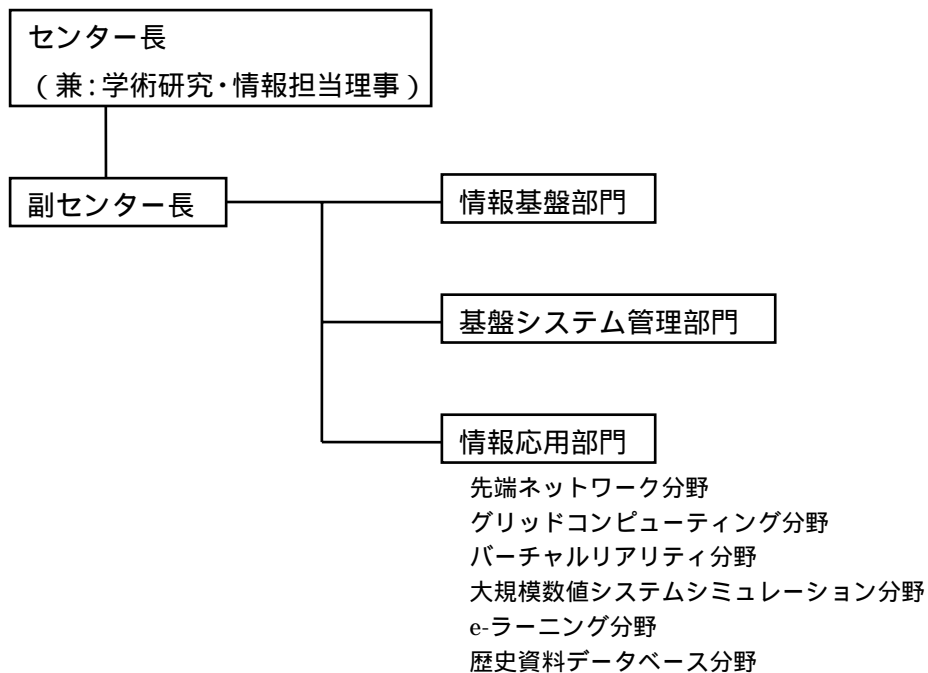 センター長
(兼:学術研究・情報担当理事)
副センター長
情報基盤部門
基盤システム管理部門
情報応用部門
先端ネットワーク分野
グリッドコンピューティング分野
バーチャルリアリティ分野
大規模数値システムシミュレーション分野
e-ラーニング分野
歴史資料データベース分野